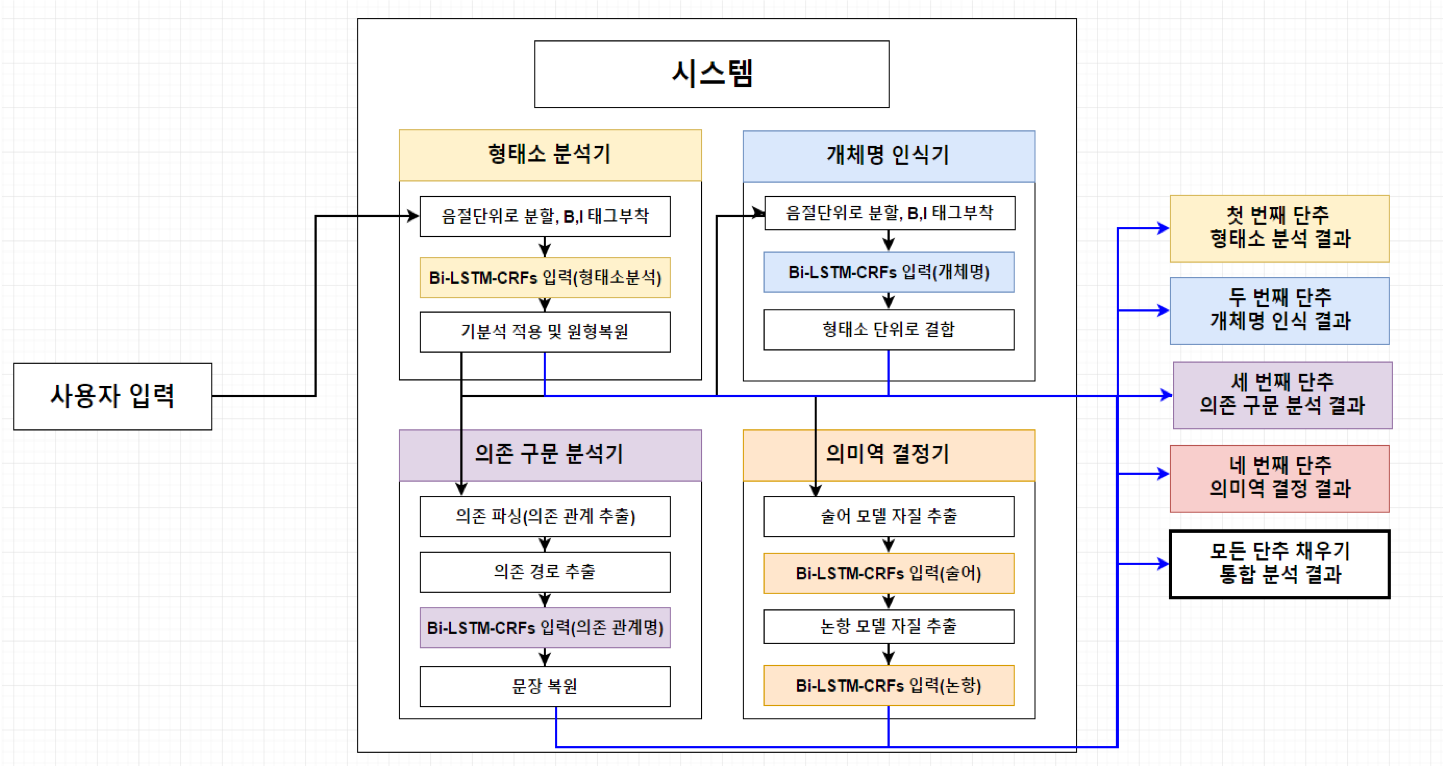 시스템
사용자 입력
형태소 분석기
음절단위로 분할, B,I 태그부착
Bi-LSTM-CRFs 입력(형태소분석)
기분석 적용 및 원형복원
개체명 인식기
음절단위로 분할, B,I 태그부착
Bi-LSTM-CRFs 입력(개체명)
형태소 단위로 결합
의존 구문 분석기
의존 파싱(의존 관계 추출)
의존 경로 추출
Bi-LSTM-CRFs 입력(의존 관계명)
문장 복원
의미역 결정기
술어 모델 자질 추출
Bi-LSTM-CRFs 입력(술어)
논항 모델 자질 추출
Bi-LSTM-CRFs 입력(논항)
첫 번째 단추
형태소 분석 결과
두 번째 단추
개체명 인식 결과
세 번째 단추
의존 구문 분석 결과
네 번째 단추
의미역 결정 결과
모든 단추 채우기
통합 분석 결과